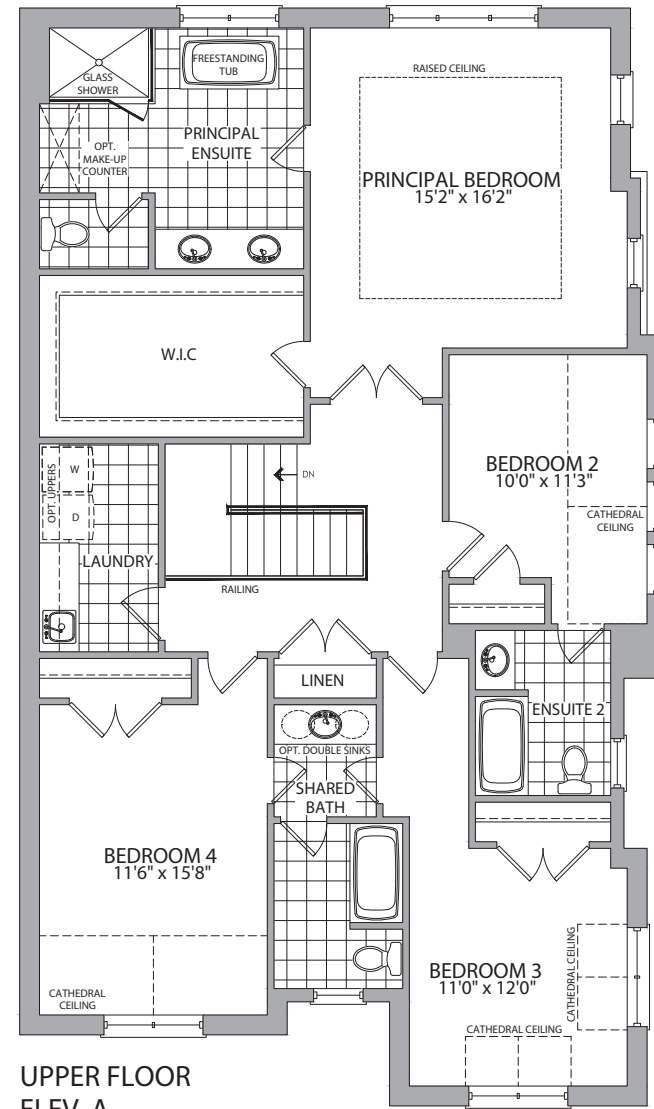 FREESTANDING
TUB
GLASS
SHOWER
OPT.
MAKE-UP
COUNTER
PRINCIPAL
ENSUITE
RAISED CEILING
PRINCIPAL BEDROOM
15'2" x 16'2"
W.I.C
BEDROOM 2
10'0" x 11'3"
CATHEDRAL
CEILING
OPT. UPPERS
W
D
DN
LAUNDRY
RAILING
LINEN
ENSUITE 2
OPT. DOUBLE SINKS
SHARED
BATH
BEDROOM 4
11'6" x 15'8"
CATHEDRAL
CEILING
BEDROOM 3
11'0" x 12'0"
CATHEDRAL CEILING
CATHEDRAL CEILING
UPPER FLOOR
ELEV. A